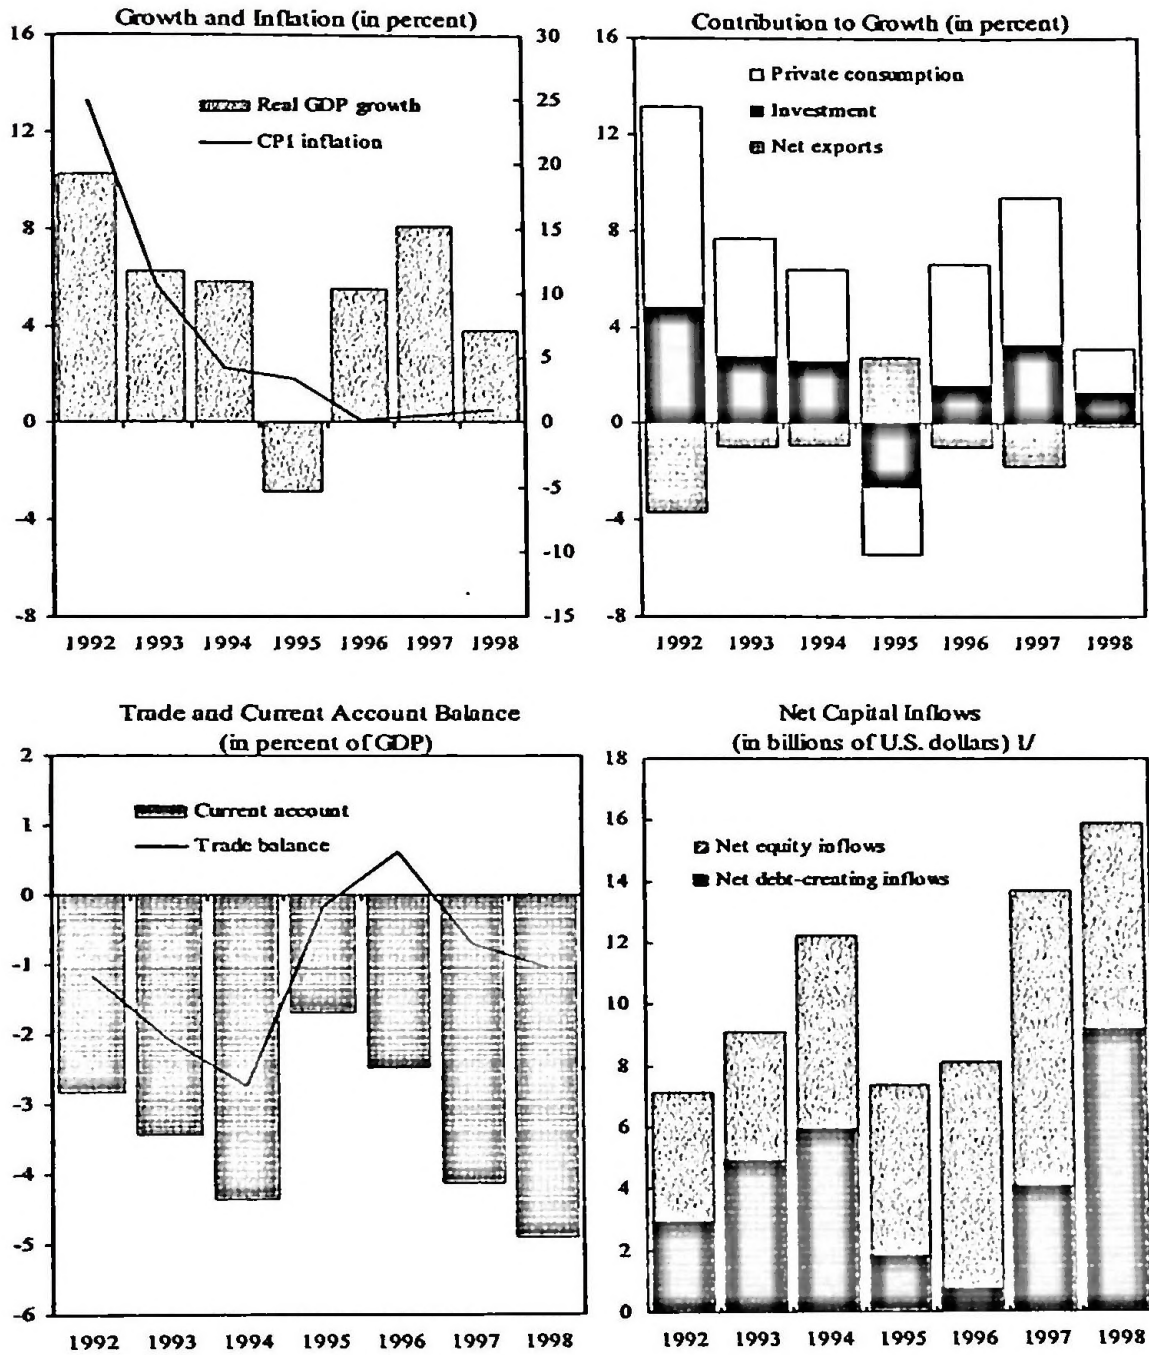 Growth and Inflation (in percent)
16
12
8
4
0
-4
-8
30
25
20
15
10
5
0
-5
-10
-15
Real GDP growth
CPI inflation
1992 1993 1994 1995 1996 1997 1998
Contribution to Growth (in percent)
16
12
8
4
0
-4
-8
Private consumption
Investment
Net exports
1992 1993 1994 1995 1996 1997 1998
Trade and Current Account Balance
(in percent of GDP)
2
1
0
-1
-2
-3
-4
-5
-6
Current account
Trade balance
1992 1993 1994 1995 1996 1997 1998
Net Capital Inflows
(in billions of U.S. dollars) 1/
18
16
14
12
10
8
6
4
2
0
Net equity inflows
Net debt-creating inflows
1992 1993 1994 1995 1996 1997 1998